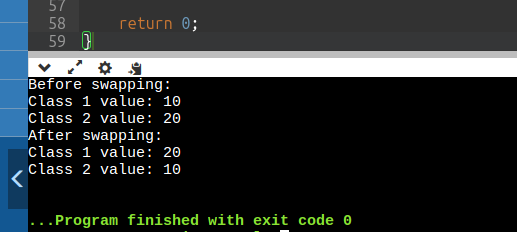 57
58 return 0;
59 }
Before swapping:
Class 1 value: 10
Class 2 value: 20
After swapping:
Class 1 value: 20
Class 2 value: 10
...Program finished with exit code 0